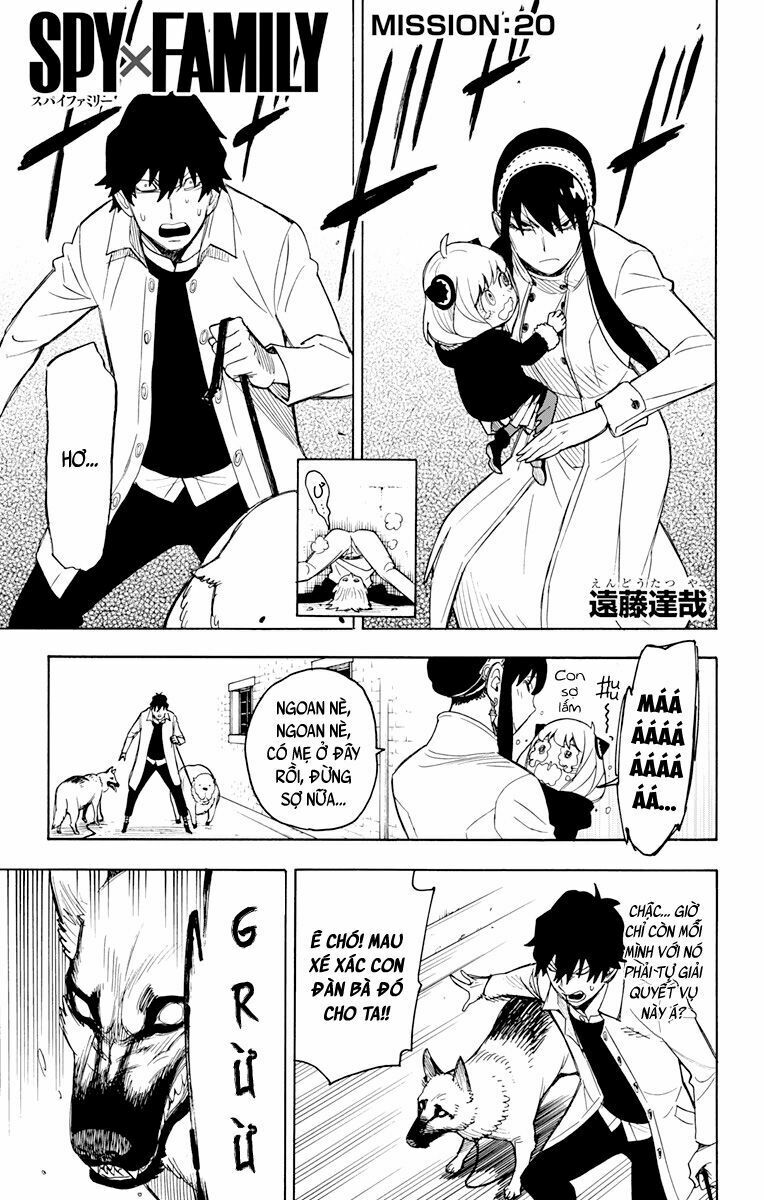 SPY×FAMILY
スパイファミリー
MISSION:20
HƠ...
えんどうたつや
遠藤達哉
MÁÁ
ÁÁÁÁ
ÁÁÁÁ
ÁÁ...
Con
sợ
lắm
Hu
Hu
NGOAN NÈ,
NGOAN NÈ,
CÓ MẸ Ở ĐÂY
RỒI, ĐỪNG
SỢ NỮA...
CHẬC... GIỜ
CHỈ CÒN MỖI
MÌNH VỚI NÓ
PHẢI TỰ GIẢI
QUYẾT VỤ
NÀY Á?
Ê CHÓ! MAU
XÉ XÁC CON
ĐÀN BÀ ĐÓ
CHO TA!!
GRỪỪ